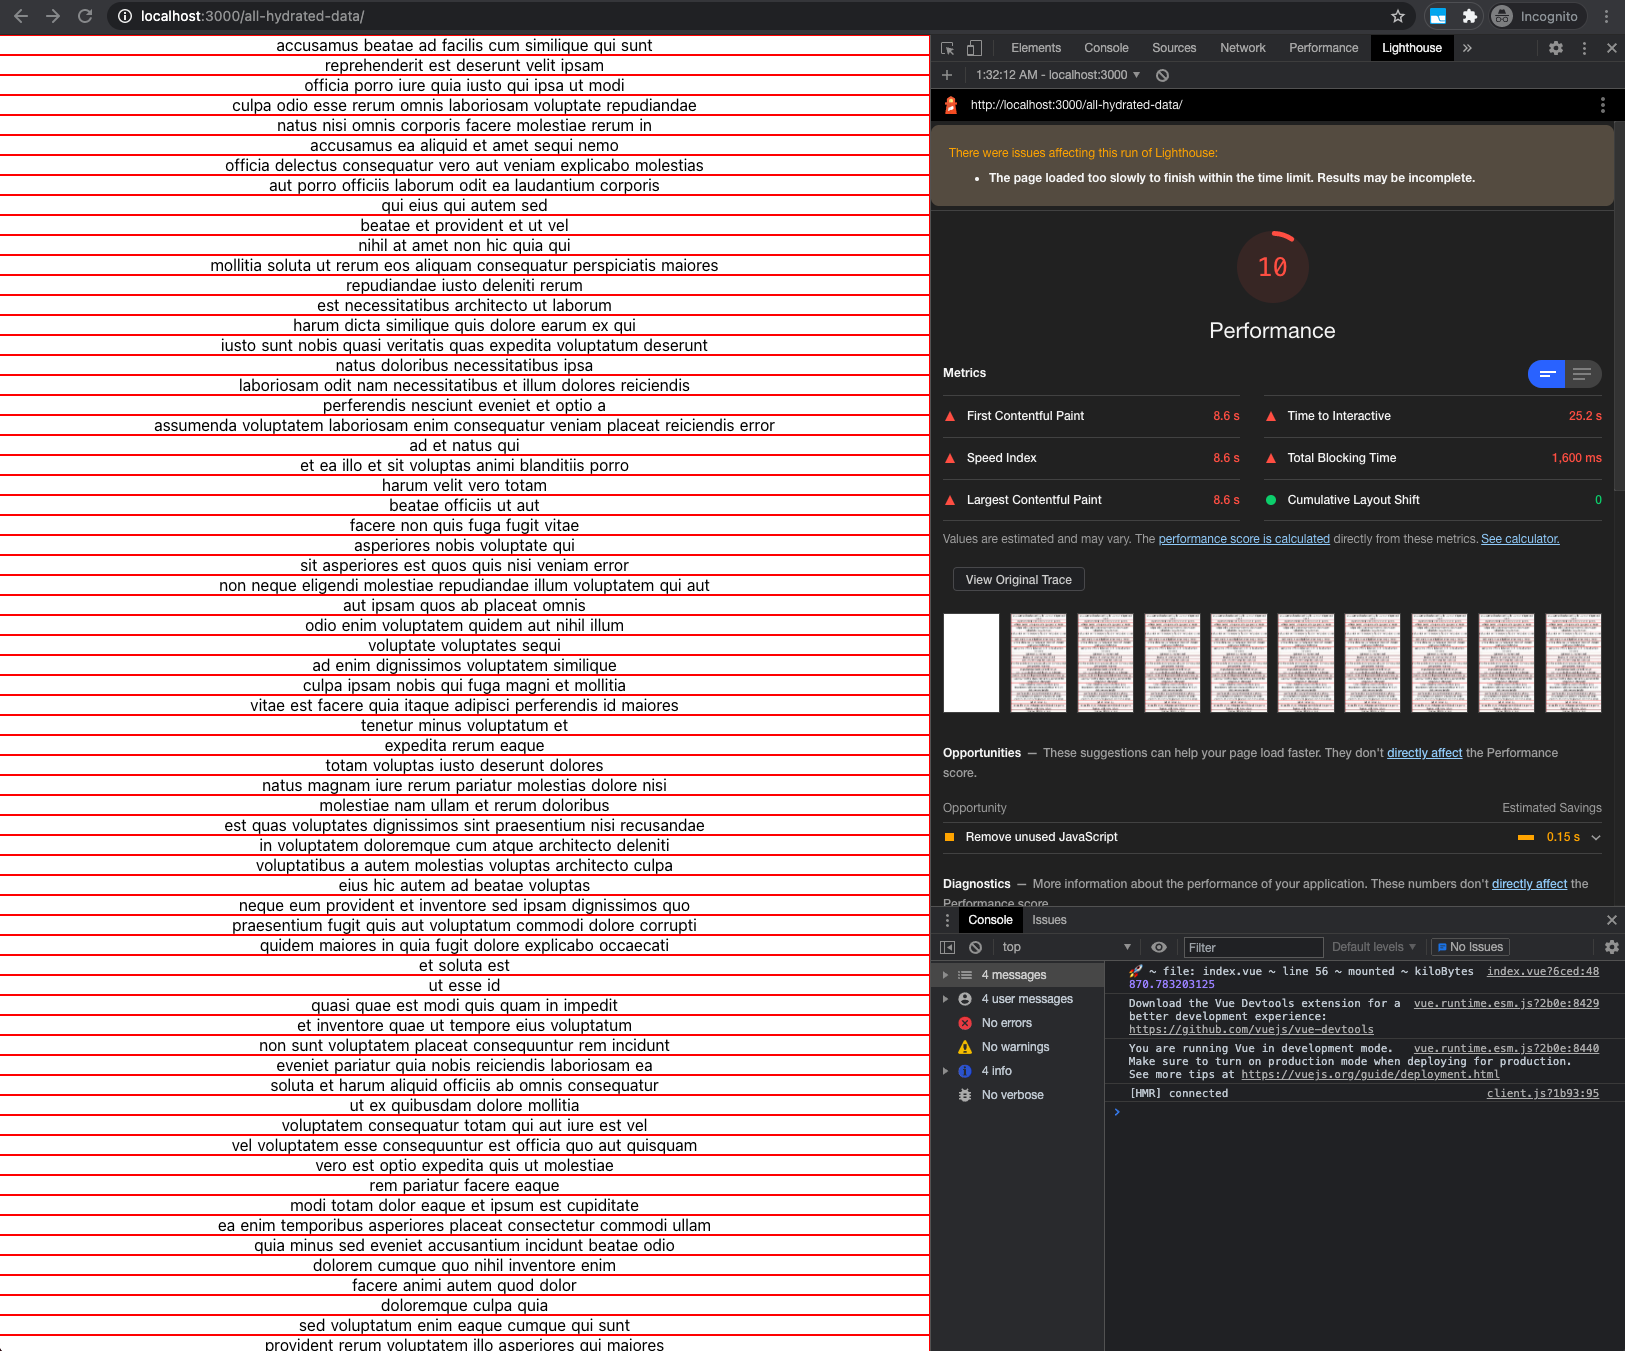 localhost:3000/all-hydrated-data/
Incognito
accusamus beatae ad facilis cum similique qui sunt
reprehenderit est deserunt velit ipsam
officia porro iure quia iusto qui ipsa ut modi
culpa odio esse rerum omnis laboriosam voluptate repudiandae
natus nisi omnis corporis facere molestiae rerum in
accusamus ea aliquid et amet sequi nemo
officia delectus consequatur vero aut veniam explicabo molestias
aut porro officiis laborum odit ea laudantium corporis
qui eius qui autem sed
beatae et provident et ut vel
nihil at amet non hic quia qui
mollitia soluta ut rerum eos aliquam consequatur perspiciatis maiores
repudiandae iusto deleniti rerum
est necessitatibus architecto ut laborum
harum dicta similique quis dolore earum ex qui
iusto sunt nobis quasi veritatis quas expedita voluptatum deserunt
natus doloribus necessitatibus ipsa
laboriosam odit nam necessitatibus et illum dolores reiciendis
perferendis nesciunt eveniet et optio a
assumenda voluptatem laboriosam enim consequatur veniam placeat reiciendis error
ad et natus qui
et ea illo et sit voluptas animi blanditiis porro
harum velit vero totam
beatae officiis ut aut
facere non quis fuga fugit vitae
asperiores nobis voluptate qui
sit asperiores est quos quis nisi veniam error
non neque eligendi molestiae repudiandae illum voluptatem qui aut
aut ipsam quos ab placeat omnis
odio enim voluptatem quidem aut nihil illum
voluptate voluptates sequi
ad enim dignissimos voluptatem similique
culpa ipsam nobis qui fuga magni et mollitia
vitae est facere quia itaque adipisci perferendis id maiores
tenetur minus voluptatum et
expedita rerum eaque
totam voluptas iusto deserunt dolores
natus magnam iure rerum pariatur molestias dolore nisi
molestiae nam ullam et rerum doloribus
est quas voluptates dignissimos sint praesentium nisi recusandae
in voluptatem doloremque cum atque architecto deleniti
voluptatibus a autem molestias voluptas architecto culpa
eius hic autem ad beatae voluptas
neque eum provident et inventore sed ipsam dignissimos quo
praesentium fugit quis aut voluptatum commodi dolore corrupti
quidem maiores in quia fugit dolore explicabo occaecati
et soluta est
ut esse id
quasi quae est modi quis quam in impedit
et inventore quae ut tempore eius voluptatum
non sunt voluptatem placeat consequuntur rem incidunt
eveniet pariatur quia nobis reiciendis laboriosam ea
soluta et harum aliquid officiis ab omnis consequatur
ut ex quibusdam dolore mollitia
voluptatem consequatur totam qui aut iure est vel
vel voluptatem esse consequuntur est officia quo aut quisquam
vero est optio expedita quis ut molestiae
rem pariatur facere eaque
modi totam dolor eaque et ipsum est cupiditate
ea enim temporibus asperiores placeat consectetur commodi ullam
quia minus sed eveniet accusantium incidunt beatae odio
dolorem cumque quo nihil inventore enim
facere animi autem quod dolor
doloremque culpa quia
sed voluptatum enim eaque cumque qui sunt
provident rerum voluptatem illo asperiores qui maiores
Elements Console Sources Network Performance Lighthouse »
1:32:12 AM - localhost:3000
http://localhost:3000/all-hydrated-data/
There were issues affecting this run of Lighthouse:
• The page loaded too slowly to finish within the time limit. Results may be incomplete.
10
Performance
Metrics
First Contentful Paint 8.6 s
Time to Interactive 25.2 s
Speed Index 8.6 s
Total Blocking Time 1,600 ms
Largest Contentful Paint 8.6 s
Cumulative Layout Shift 0
Values are estimated and may vary. The performance score is calculated directly from these metrics. See calculator.
View Original Trace
Opportunities — These suggestions can help your page load faster. They don't directly affect the Performance
score.
Opportunity Estimated Savings
Remove unused JavaScript 0.15 s
Diagnostics — More information about the performance of your application. These numbers don't directly affect the
Performance score
Console Issues
top Filter Default levels No Issues
4 messages
4 user messages
No errors
No warnings
4 info
No verbose
~ file: index.vue ~ line 56 ~ mounted ~ kiloBytes index.vue?6ced:48
870.783203125
Download the Vue Devtools extension for a vue.runtime.esm.js?2b0e:8429
better development experience:
https://github.com/vuejs/vue-devtools
You are running Vue in development mode. vue.runtime.esm.js?2b0e:8440
Make sure to turn on production mode when deploying for production.
See more tips at https://vuejs.org/guide/deployment.html
[HMR] connected client.js?1b93:95